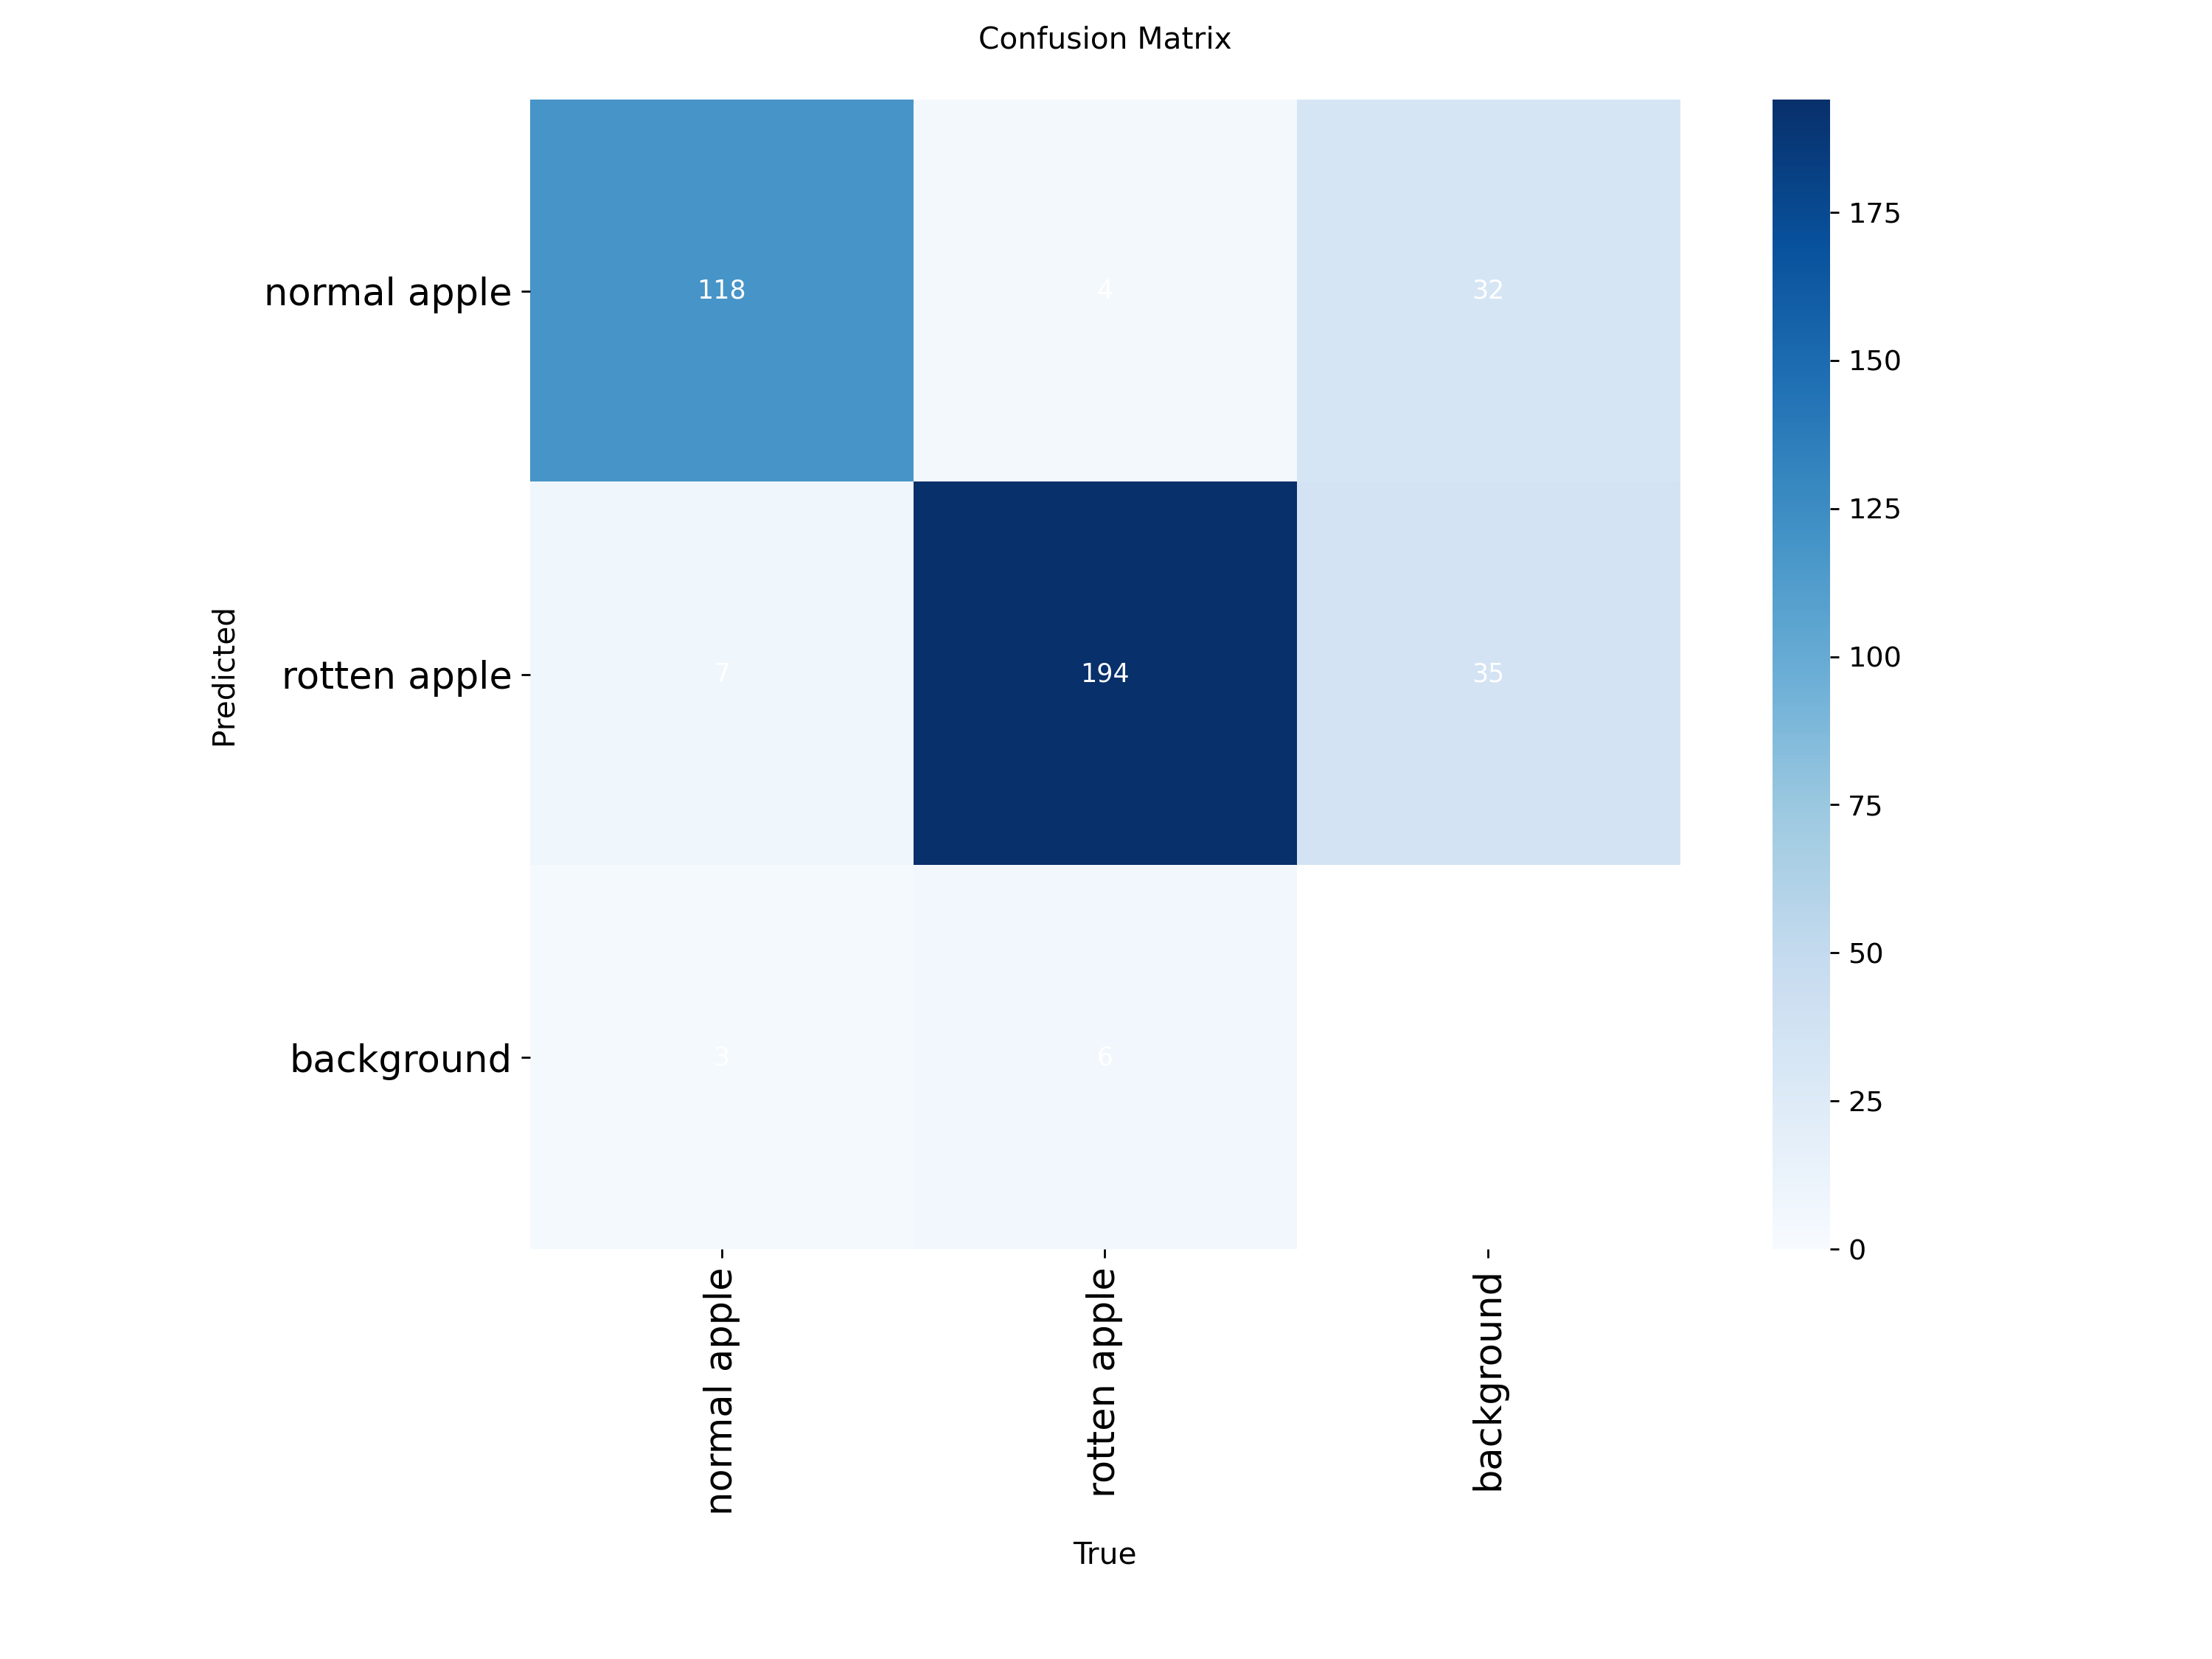 Confusion Matrix
normal apple
118
4
32
rotten apple
7
194
35
background
3
6
Predicted
normal apple
rotten apple
background
True
175
150
125
100
75
50
25
0